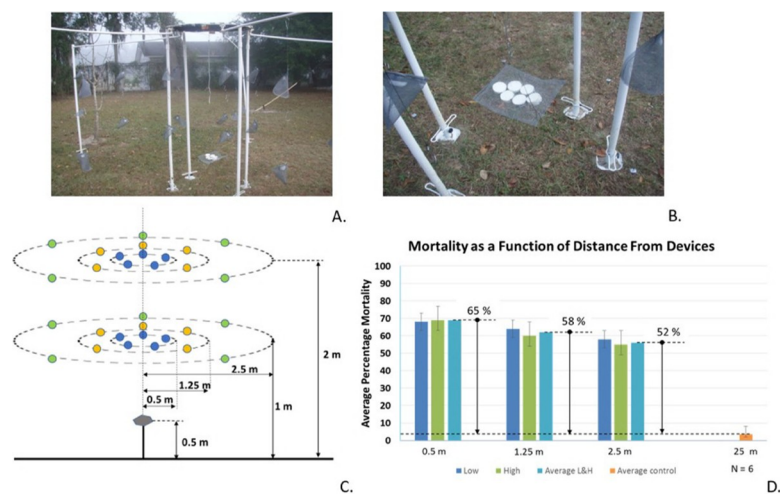 A.
B.
2 m
2.5 m
1.25 m
0.5 m
1 m
0.5 m
C.
Mortality as a Function of Distance From Devices
Average Percentage Mortality
100
90
80
70
60
50
40
30
20
10
0
65 %
58 %
52 %
0.5 m
1.25 m
2.5 m
25 m
Low
High
Average L&H
Average control
N = 6
D.